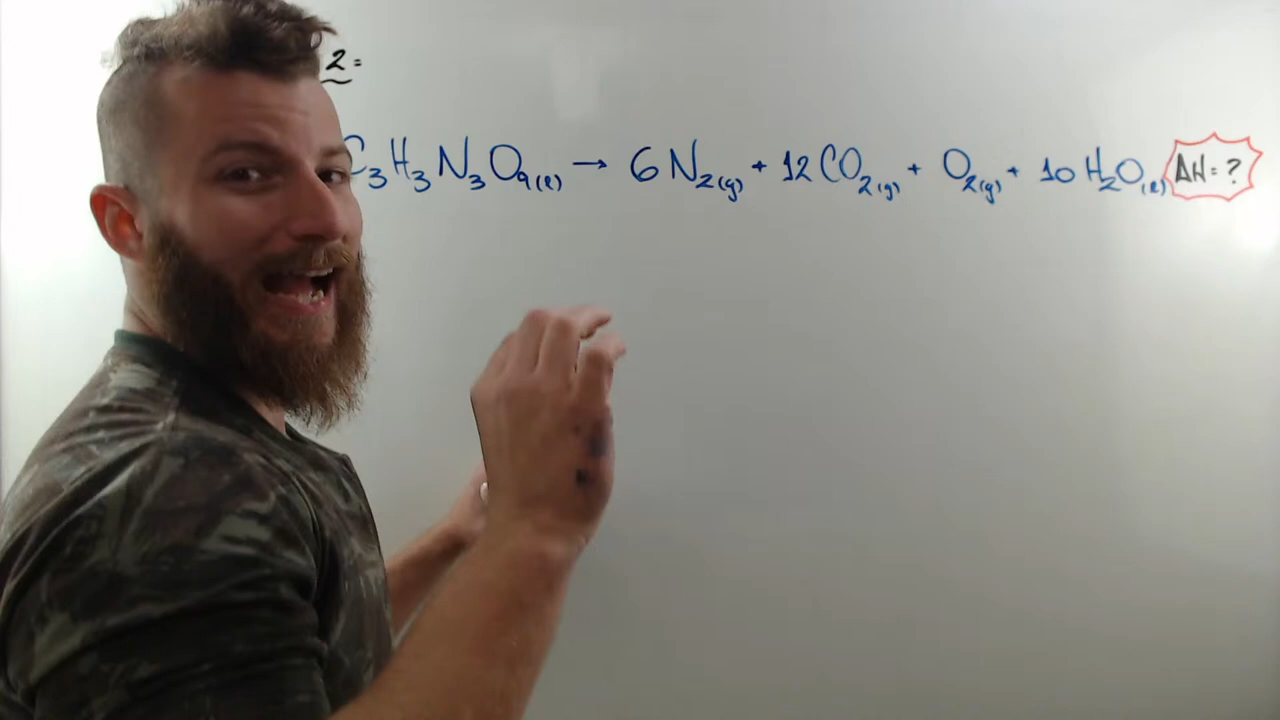 2:
C₃H₃N₃O₉(ℓ) → 6 N₂(g) + 12 CO₂(g) + O₂(g) + 10 H₂O(ℓ) ΔH = ?